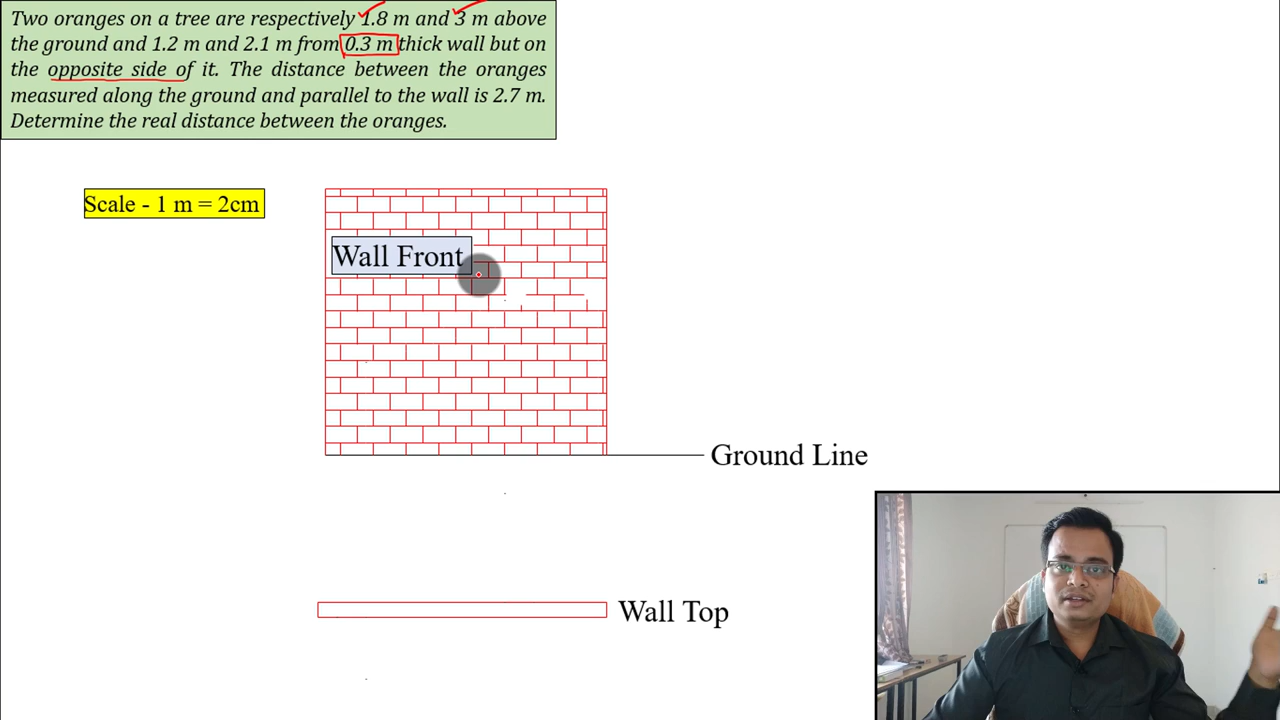 Two oranges on a tree are respectively 1.8 m and 3 m above
the ground and 1.2 m and 2.1 m from 0.3 m thick wall but on
the opposite side of it. The distance between the oranges
measured along the ground and parallel to the wall is 2.7 m.
Determine the real distance between the oranges.
Scale - 1 m = 2cm
Wall Front
Ground Line
Wall Top